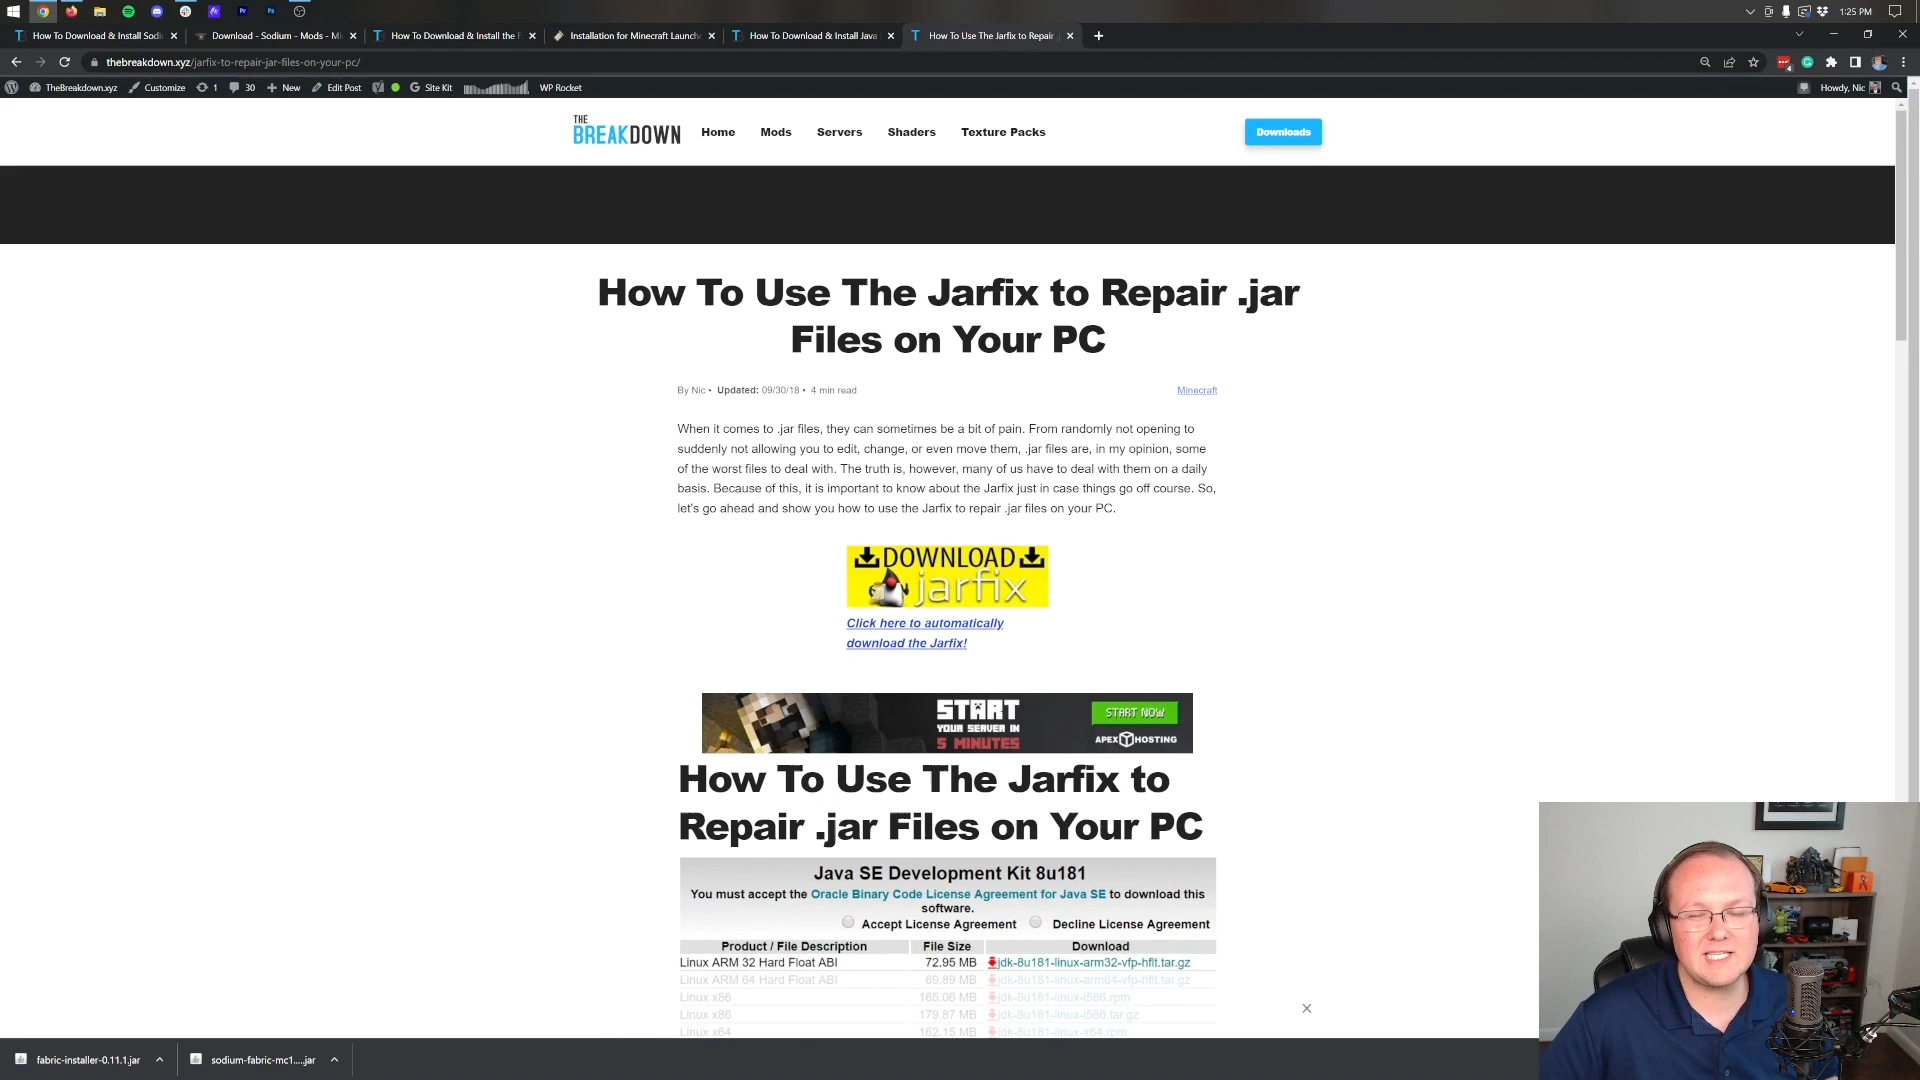 1:25 PM
How To Download & Install Sodi
Download - Sodium - Mods - Mi
How To Download & Install the F
Installation for Minecraft Launch
How To Download & Install Java
How To Use The Jarfix to Repair .
thebreakdown.xyz/jarfix-to-repair-jar-files-on-your-pc/
TheBreakdown.xyz
Customize
1
30
New
Edit Post
Site Kit
WP Rocket
Howdy, Nic
THE
BREAKDOWN
Home
Mods
Servers
Shaders
Texture Packs
Downloads
How To Use The Jarfix to Repair .jar
Files on Your PC
By Nic • Updated: 09/30/18 • 4 min read
Minecraft
When it comes to .jar files, they can sometimes be a bit of pain. From randomly not opening to
suddenly not allowing you to edit, change, or even move them, .jar files are, in my opinion, some
of the worst files to deal with. The truth is, however, many of us have to deal with them on a daily
basis. Because of this, it is important to know about the Jarfix just in case things go off course. So,
let's go ahead and show you how to use the Jarfix to repair .jar files on your PC.
DOWNLOAD
jarfix
Click here to automatically
download the Jarfix!
START
YOUR SERVER IN
5 MINUTES
START NOW
APEX HOSTING
How To Use The Jarfix to
Repair .jar Files on Your PC
Java SE Development Kit 8u181
You must accept the Oracle Binary Code License Agreement for Java SE to download this
software.
Accept License Agreement Decline License Agreement
Product / File Description File Size Download
Linux ARM 32 Hard Float ABI 72.95 MB jdk-8u181-linux-arm32-vfp-hflt.tar.gz
Linux ARM 64 Hard Float ABI 69.89 MB jdk-8u181-linux-arm64-vfp-hflt.tar.gz
Linux x86 165.06 MB jdk-8u181-linux-i586.rpm
Linux x86 179.87 MB jdk-8u181-linux-i586.tar.gz
Linux x64 162.15 MB jdk-8u181-linux-x64.rpm
fabric-installer-0.11.1.jar
sodium-fabric-mc1....jar